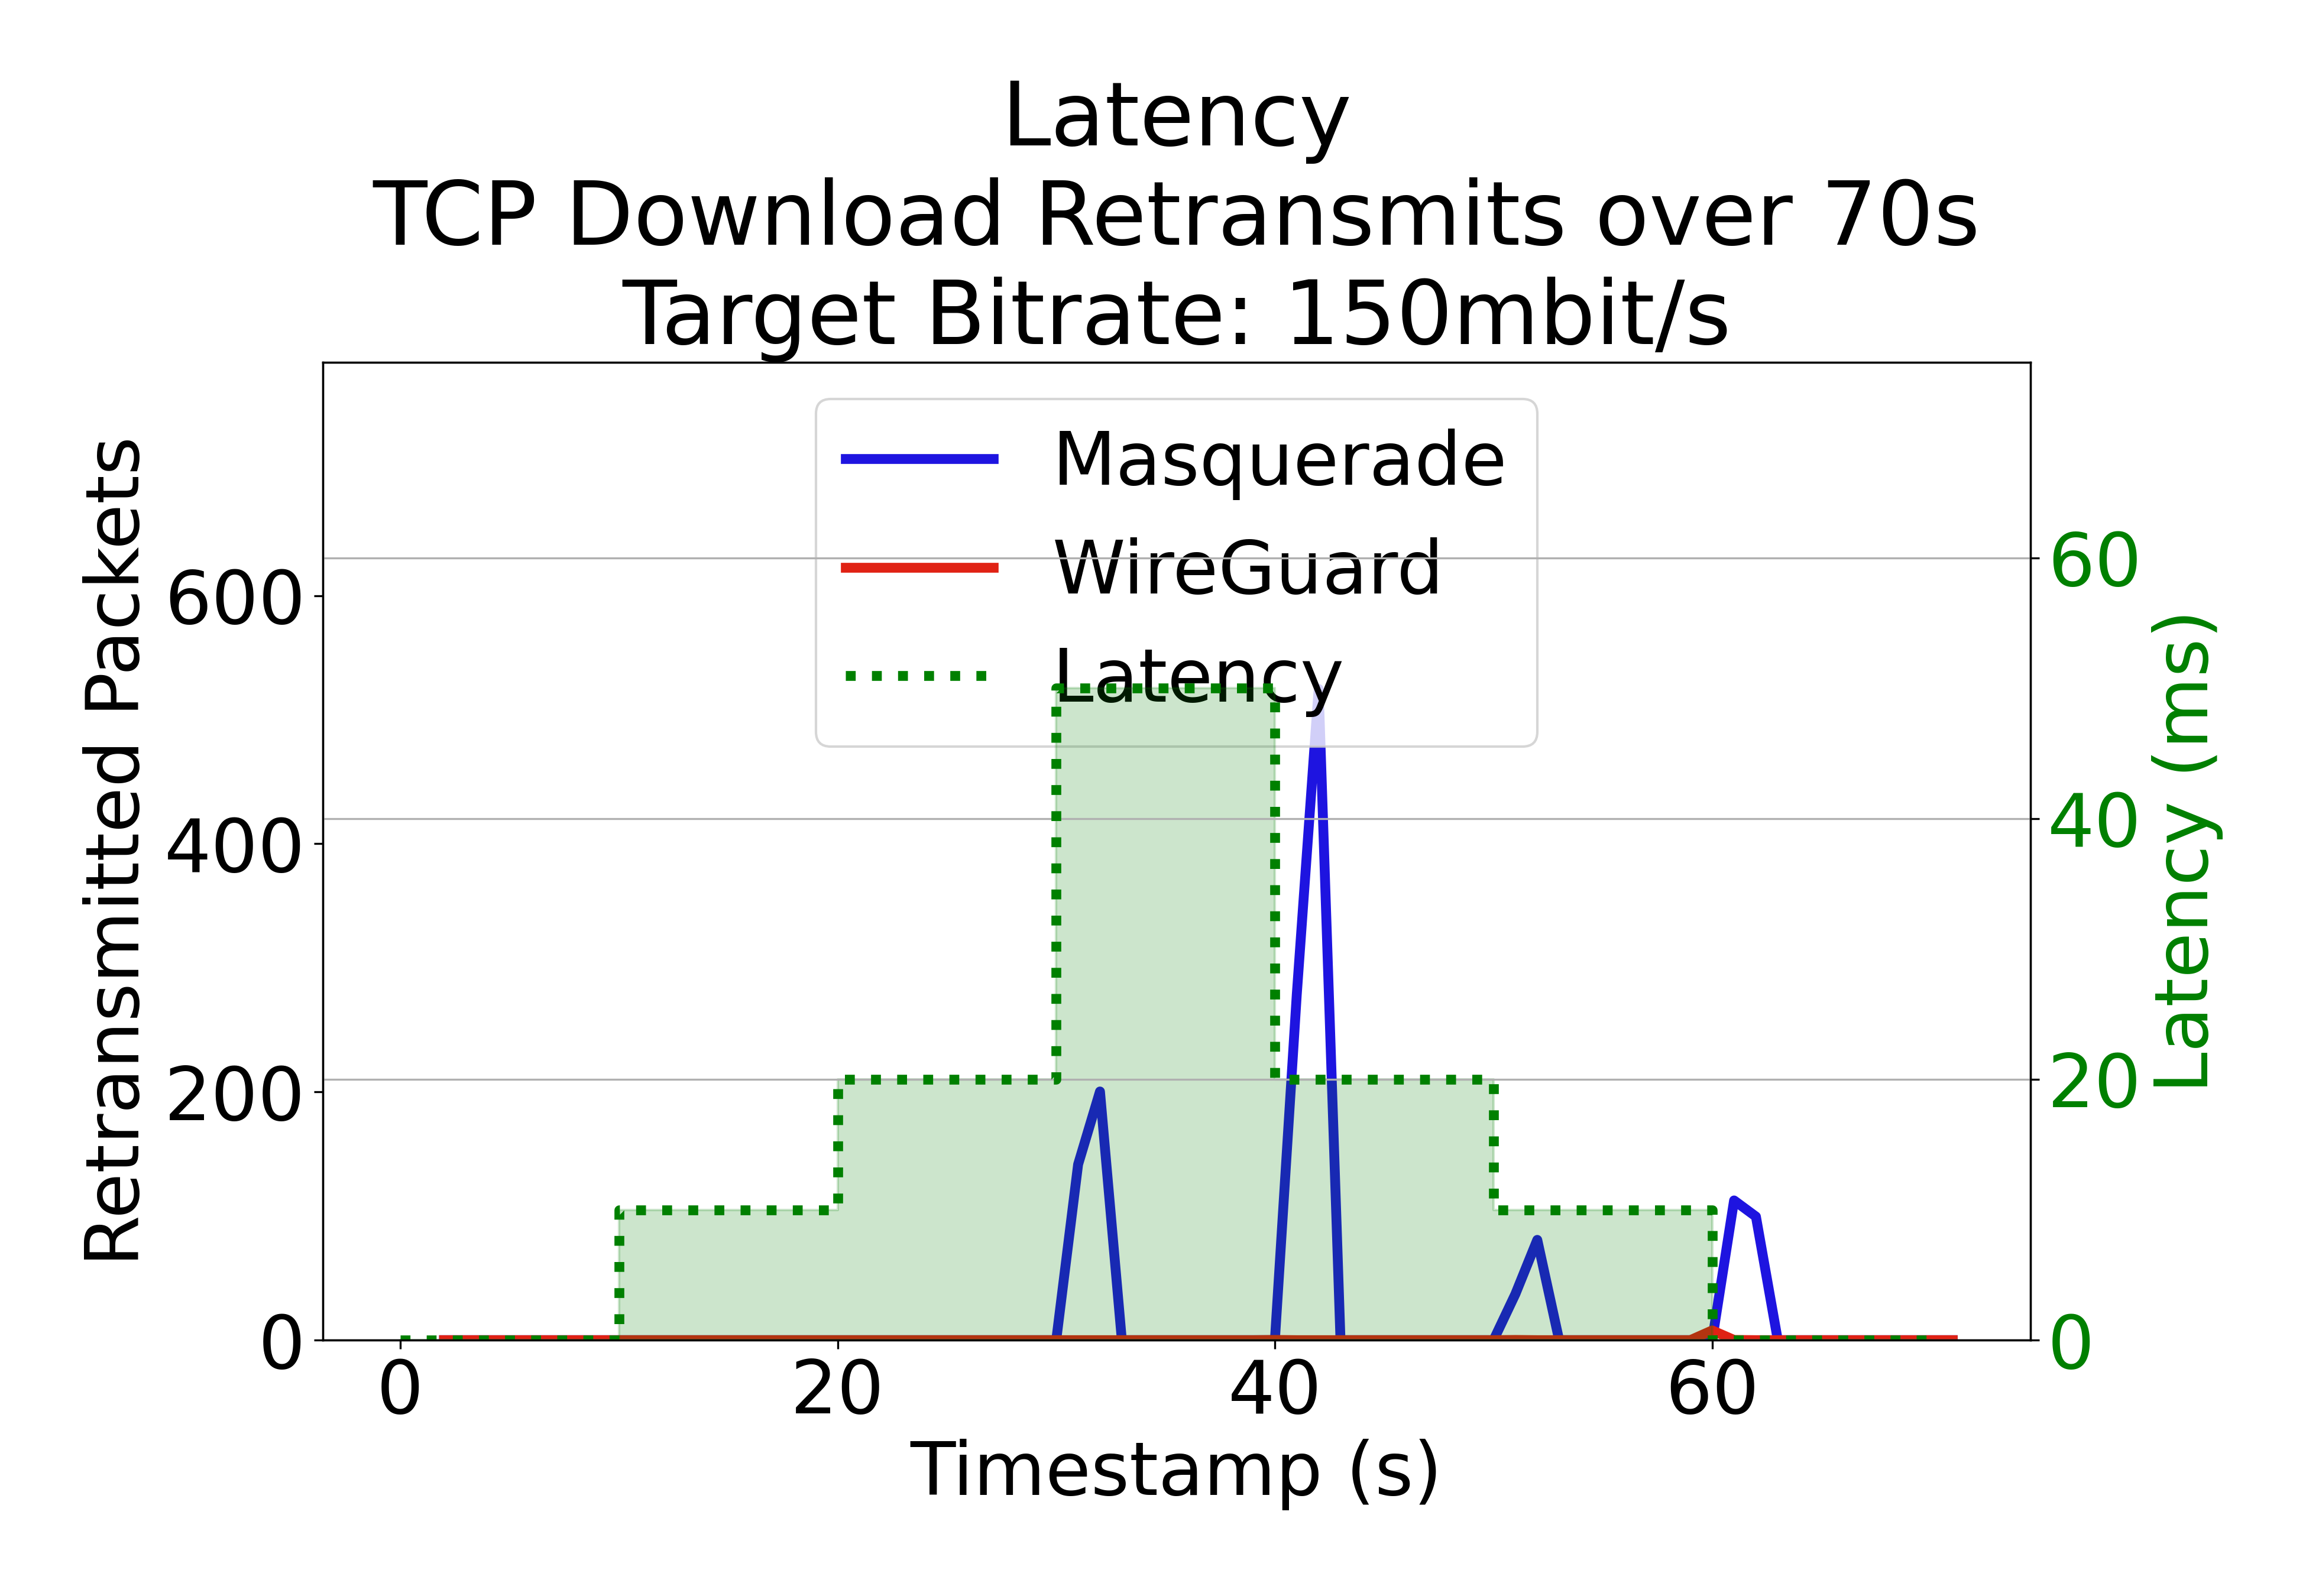 Latency
TCP Download Retransmits over 70s
Target Bitrate: 150mbit/s
Masquerade
WireGuard
Latency
Retransmitted Packets
600
400
200
0
60
40
20
0
Latency (ms)
0 20 40 60
Timestamp (s)